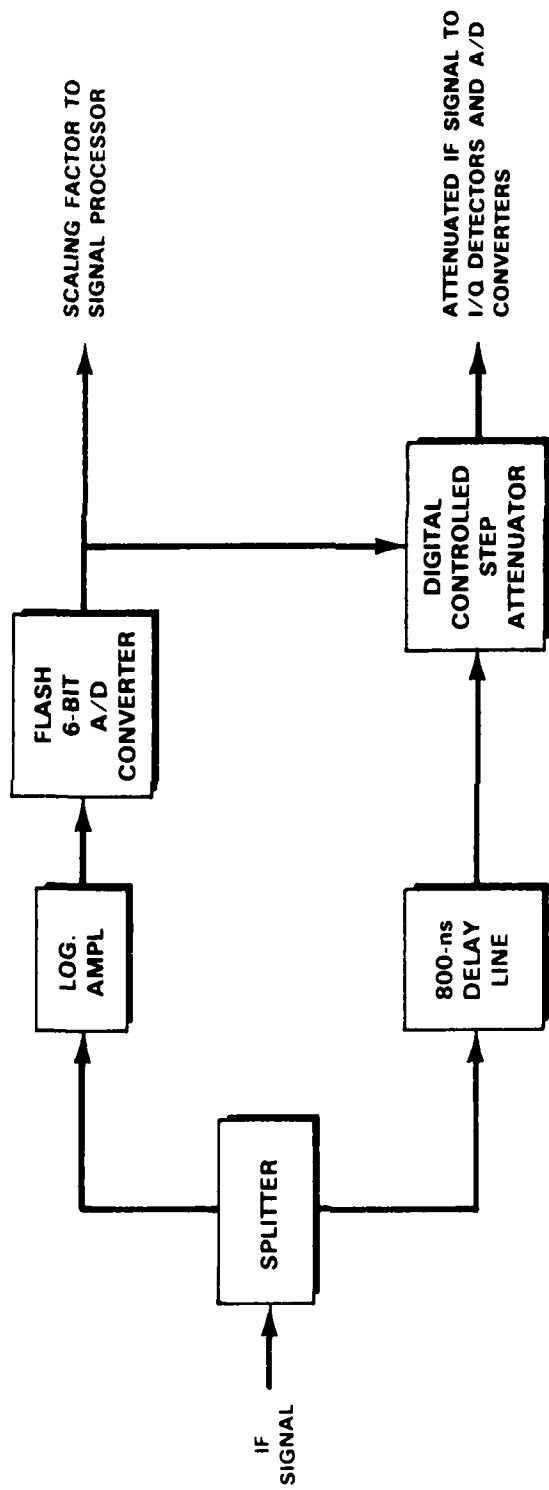 IF
SIGNAL
SPLITTER
LOG.
AMPL
FLASH
6-BIT
A/D
CONVERTER
SCALING FACTOR TO
SIGNAL PROCESSOR
800-ns
DELAY
LINE
DIGITAL
CONTROLLED
STEP
ATTENUATOR
ATTENUATED IF SIGNAL TO
I/Q DETECTORS AND A/D
CONVERTERS